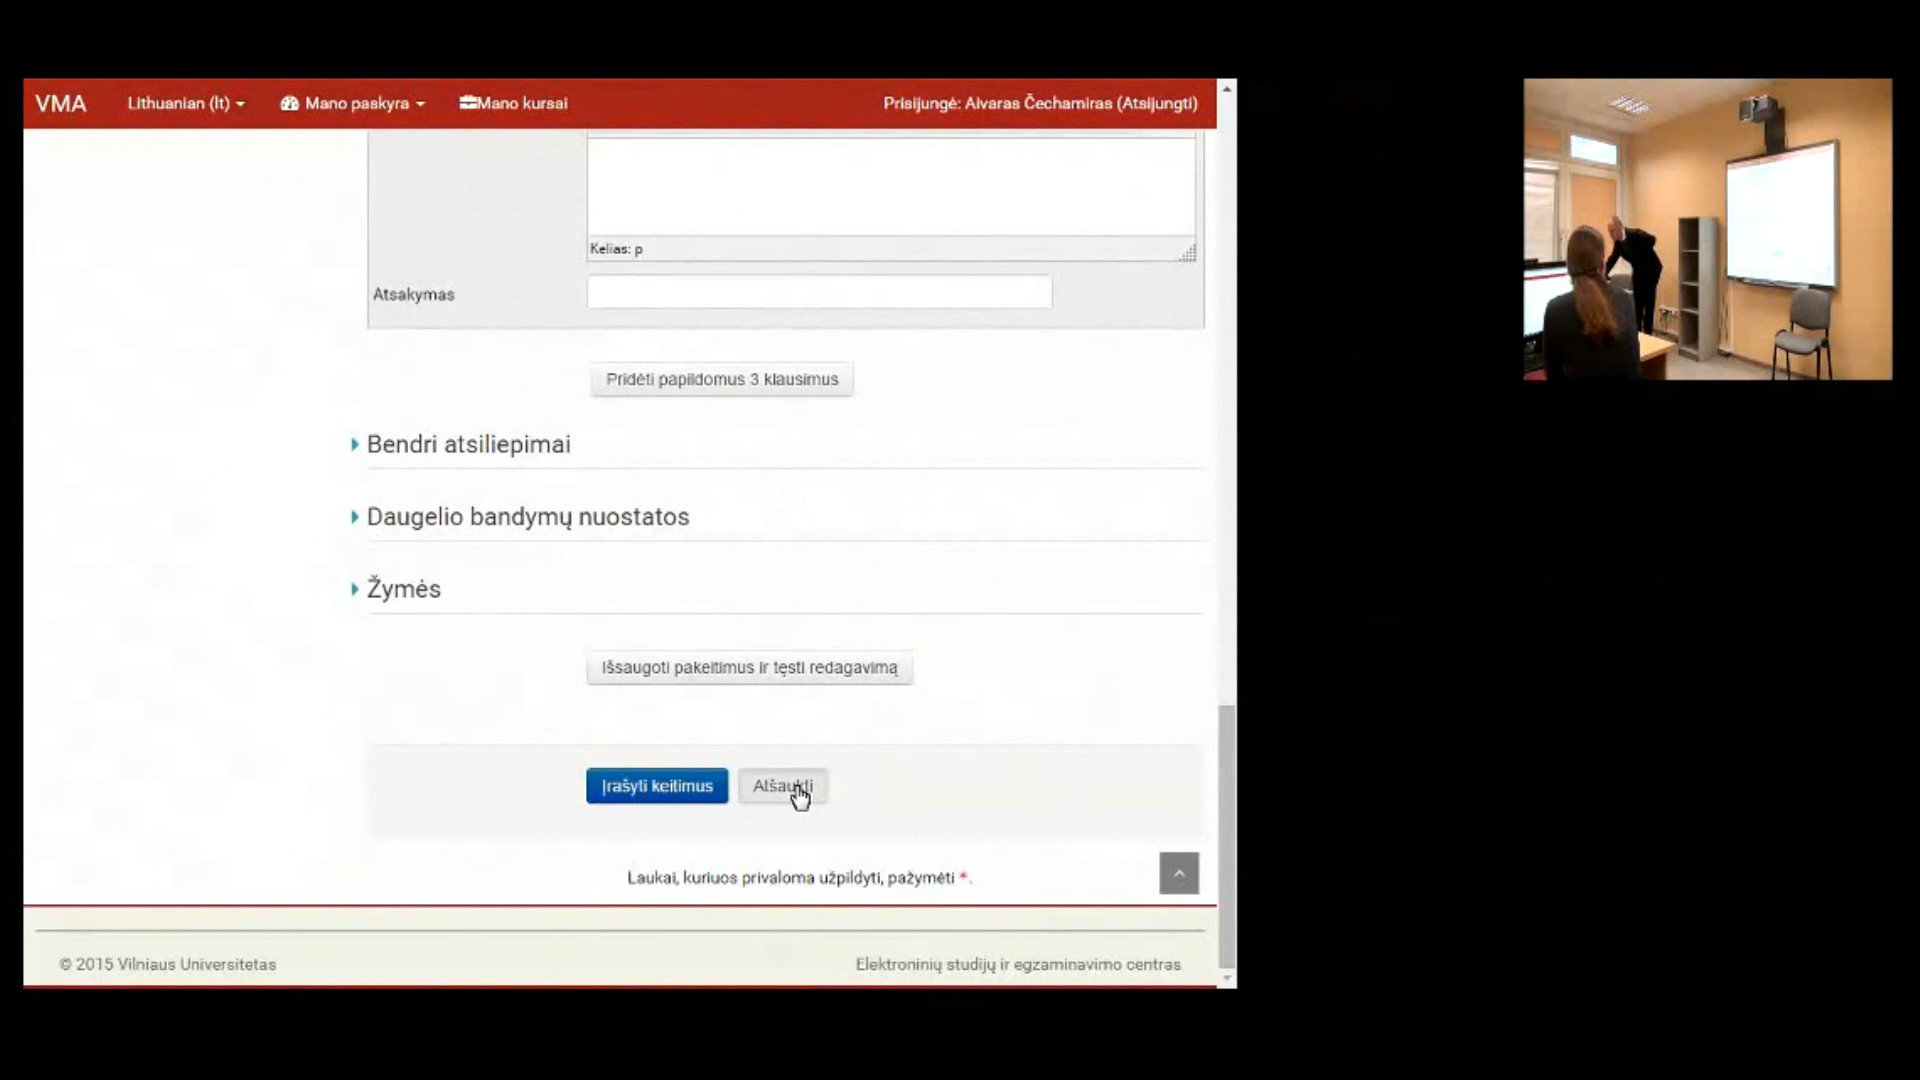 VMA Lithuanian (lt) Mano paskyra Mano kursai Prisijungė: Aivaras Čechamiras (Atsijungti)
Kelias: p
Atsakymas
Pridėti papildomus 3 klausimus
Bendri atsiliepimai
Daugelio bandymų nuostatos
Žymės
Išsaugoti pakeitimus ir tęsti redagavimą
Įrašyti keitimus Atšaukti
Laukai, kuriuos privaloma užpildyti, pažymėti *.
© 2015 Vilniaus Universitetas Elektroninių studijų ir egzaminavimo centras